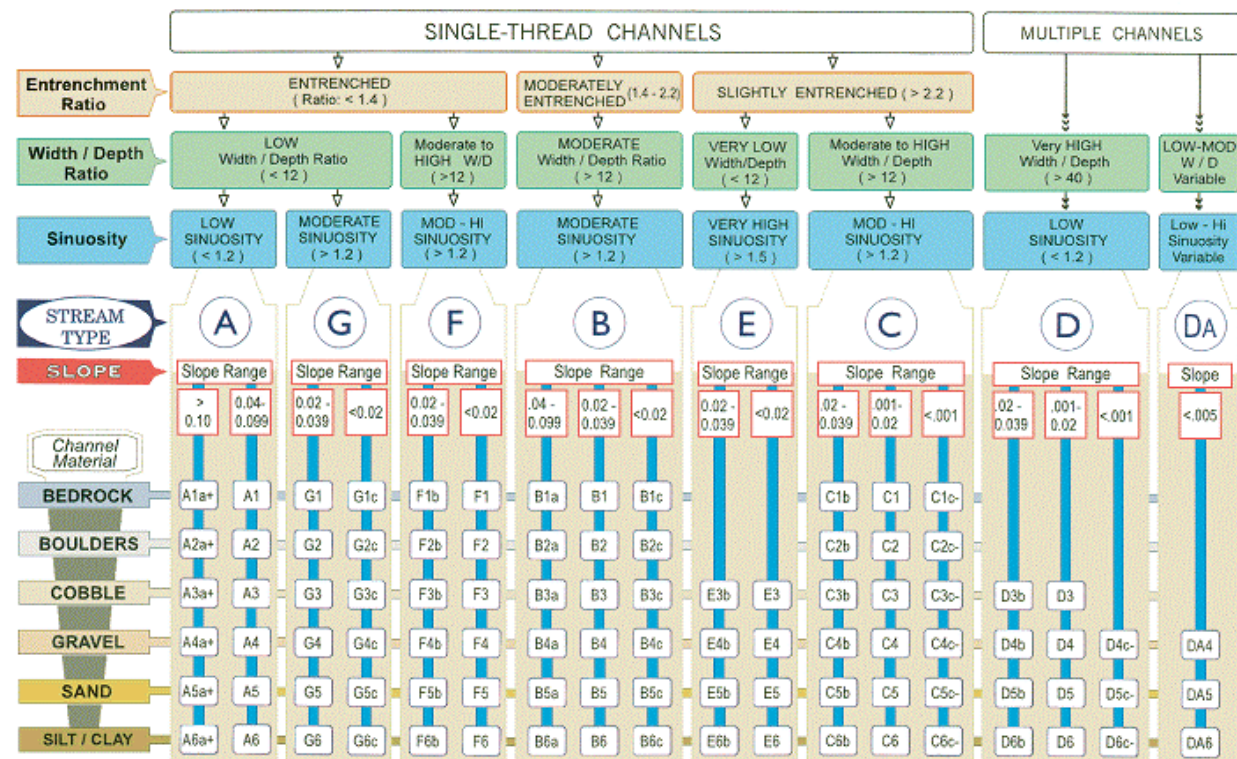 SINGLE-THREAD CHANNELS
MULTIPLE CHANNELS
Entrenchment
Ratio
ENTRENCHED
( Ratio: < 1.4 )
MODERATELY
ENTRENCHED (1.4 - 2.2)
SLIGHTLY ENTRENCHED ( > 2.2 )
Width / Depth
Ratio
LOW
Width / Depth Ratio
( < 12 )
Moderate to
HIGH W/D
( >12 )
MODERATE
Width / Depth Ratio
( > 12 )
VERY LOW
Width/Depth
( < 12 )
Moderate to HIGH
Width / Depth
( > 12 )
Very HIGH
Width / Depth
( > 40 )
LOW-MOD
W / D
Variable
Sinuosity
LOW
SINUOSITY
( < 1.2 )
MODERATE
SINUOSITY
( > 1.2 )
MOD - HI
SINUOSITY
( > 1.2 )
MODERATE
SINUOSITY
( > 1.2 )
VERY HIGH
SINUOSITY
( > 1.5 )
MOD - HI
SINUOSITY
( > 1.2 )
LOW
SINUOSITY
( < 1.2 )
Low - Hi
Sinuosity
Variable
STREAM
TYPE
A G F B E C D DA
SLOPE
Slope Range Slope Range Slope Range Slope Range Slope Range Slope Range Slope Range Slope
> 0.10
0.04-
0.099
0.02 -
0.039
<0.02
0.02 -
0.039
<0.02
.04 -
0.099
0.02 -
0.039
<0.02
0.02 -
0.039
<0.02
.02 -
0.039
.001-
0.02
<.001
.02 -
0.039
.001-
0.02
<.001
<.005
Channel
Material
BEDROCK A1a+ A1 G1 G1c F1b F1 B1a B1 B1c C1b C1 C1c-
BOULDERS A2a+ A2 G2 G2c F2b F2 B2a B2 B2c C2b C2 C2c-
COBBLE A3a+ A3 G3 G3c F3b F3 B3a B3 B3c E3b E3 C3b C3 C3c- D3b D3
GRAVEL A4a+ A4 G4 G4c F4b F4 B4a B4 B4c E4b E4 C4b C4 C4c- D4b D4 D4c- DA4
SAND A5a+ A5 G5 G5c F5b F5 B5a B5 B5c E5b E5 C5b C5 C5c- D5b D5 D5c- DA5
SILT / CLAY A6a+ A6 G6 G6c F6b F6 B6a B6 B6c E6b E6 C6b C6 C6c- D6b D6 D6c- DA6